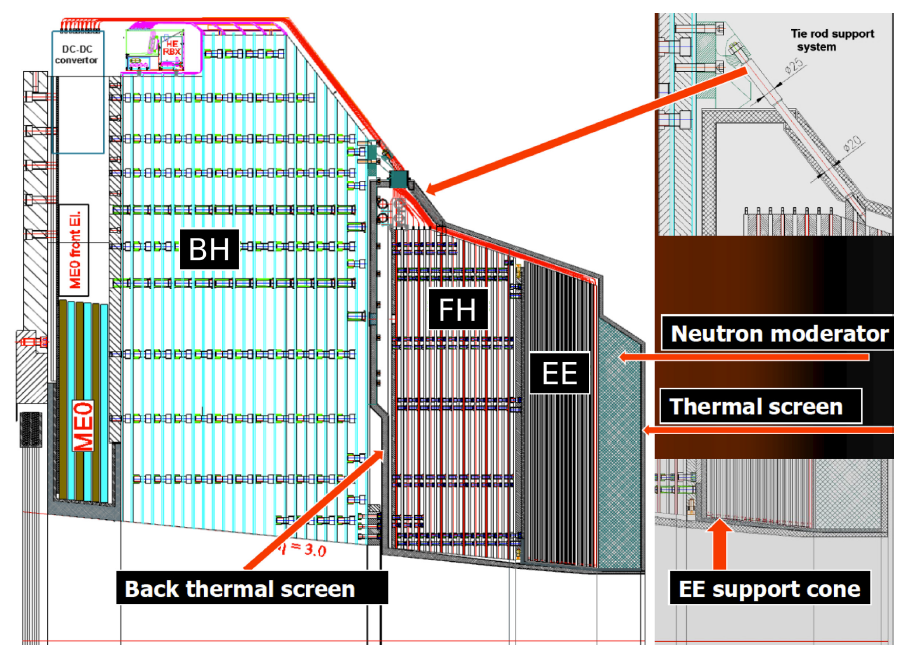 DC-DC
convertor
HE
RBX
Tie rod support
system
ø25
ø20
ME0 front El.
BH
FH
EE
Neutron moderator
Thermal screen
ME0
η = 3.0
Back thermal screen
EE support cone